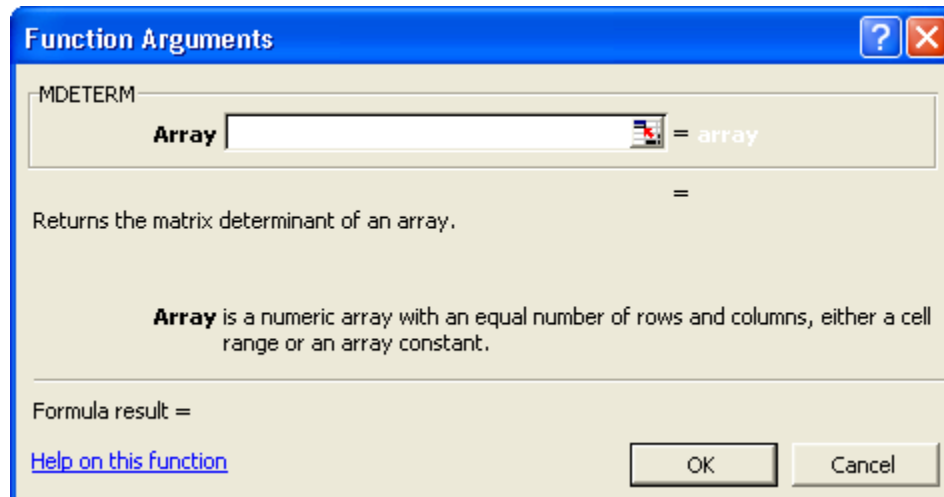 Function Arguments
MDETERM
Array = array
=
Returns the matrix determinant of an array.
Array is a numeric array with an equal number of rows and columns, either a cell
range or an array constant.
Formula result =
Help on this function
OK Cancel